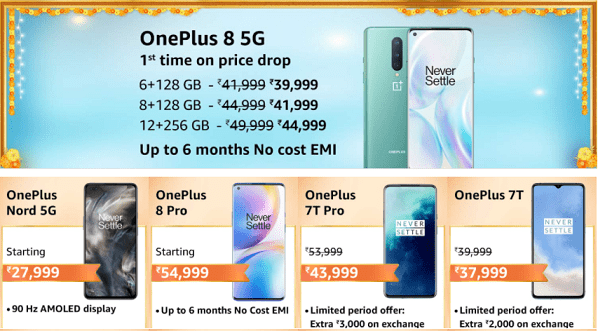 OnePlus 8 5G
1st time on price drop
6+128 GB - ₹41,999 ₹39,999
8+128 GB - ₹44,999 ₹41,999
12+256 GB - ₹49,999 ₹44,999
Up to 6 months No cost EMI
Never
Settle
ONEPLUS
OnePlus
Nord 5G
Never
Settle
Starting
₹27,999
• 90 Hz AMOLED display
OnePlus
8 Pro
Never
Settle
Starting
₹54,999
• Up to 6 months No Cost EMI
OnePlus
7T Pro
NEVER
SETTLE
₹53,999
₹43,999
• Limited period offer:
Extra ₹3,000 on exchange
OnePlus 7T
NEVER
SETTLE
₹39,999
₹37,999
• Limited period offer:
Extra ₹2,000 on exchange